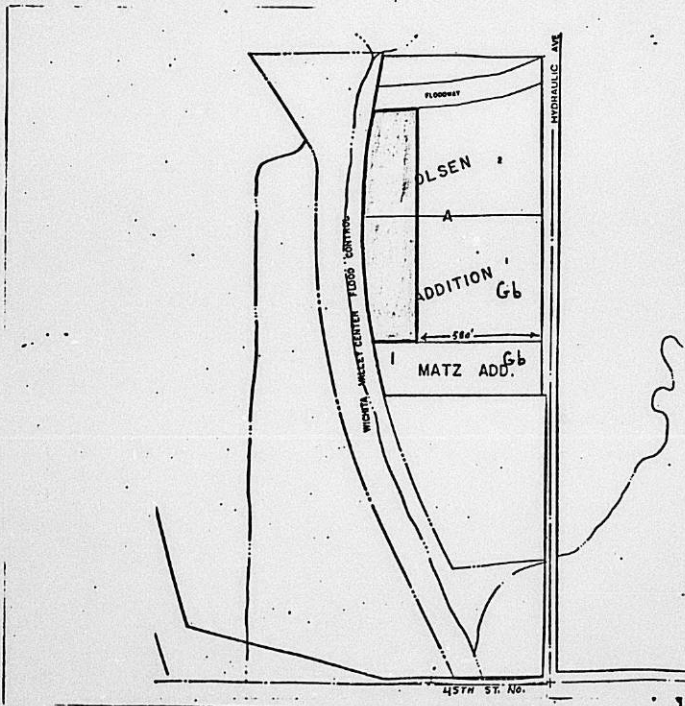 HYDRAULIC AVE
FLOODWAY
OLSEN 2
A
WICHITA VALLEY CENTER FLOOD CONTROL
ADDITION 1
Gb
580'
1 MATZ ADD. Gb
45TH ST. NO.